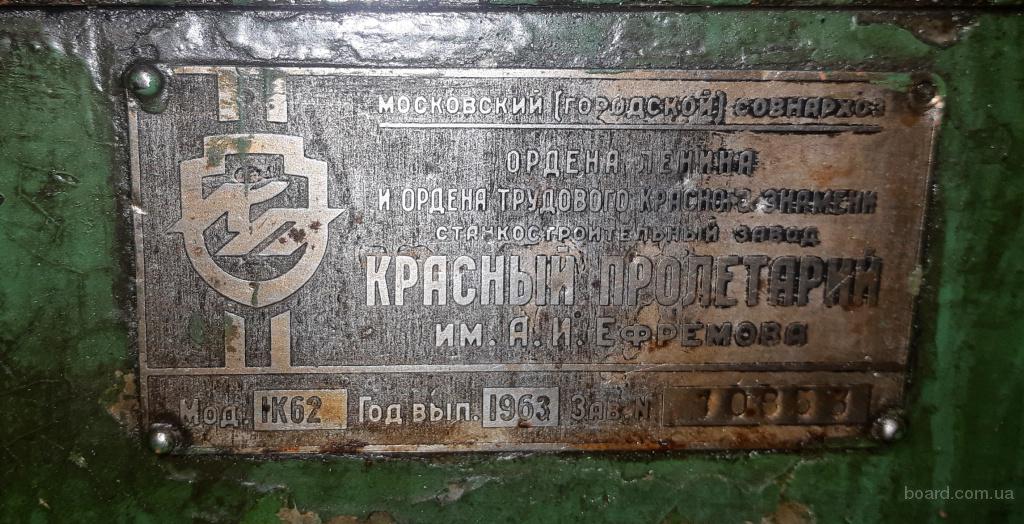 МОСКОВСКИЙ (ГОРОДСКОЙ) СОВНАРХОЗ
ОРДЕНА ЛЕНИНА
И ОРДЕНА ТРУДОВОГО КРАСНОГО ЗНАМЕНИ
СТАНКОСТРОИТЕЛЬНЫЙ ЗАВОД
КРАСНЫЙ ПРОЛЕТАРИЙ
ИМ. А. И. ЕФРЕМОВА
Мод. 1К62 Год вып. 1963 Зав. N
board.com.ua